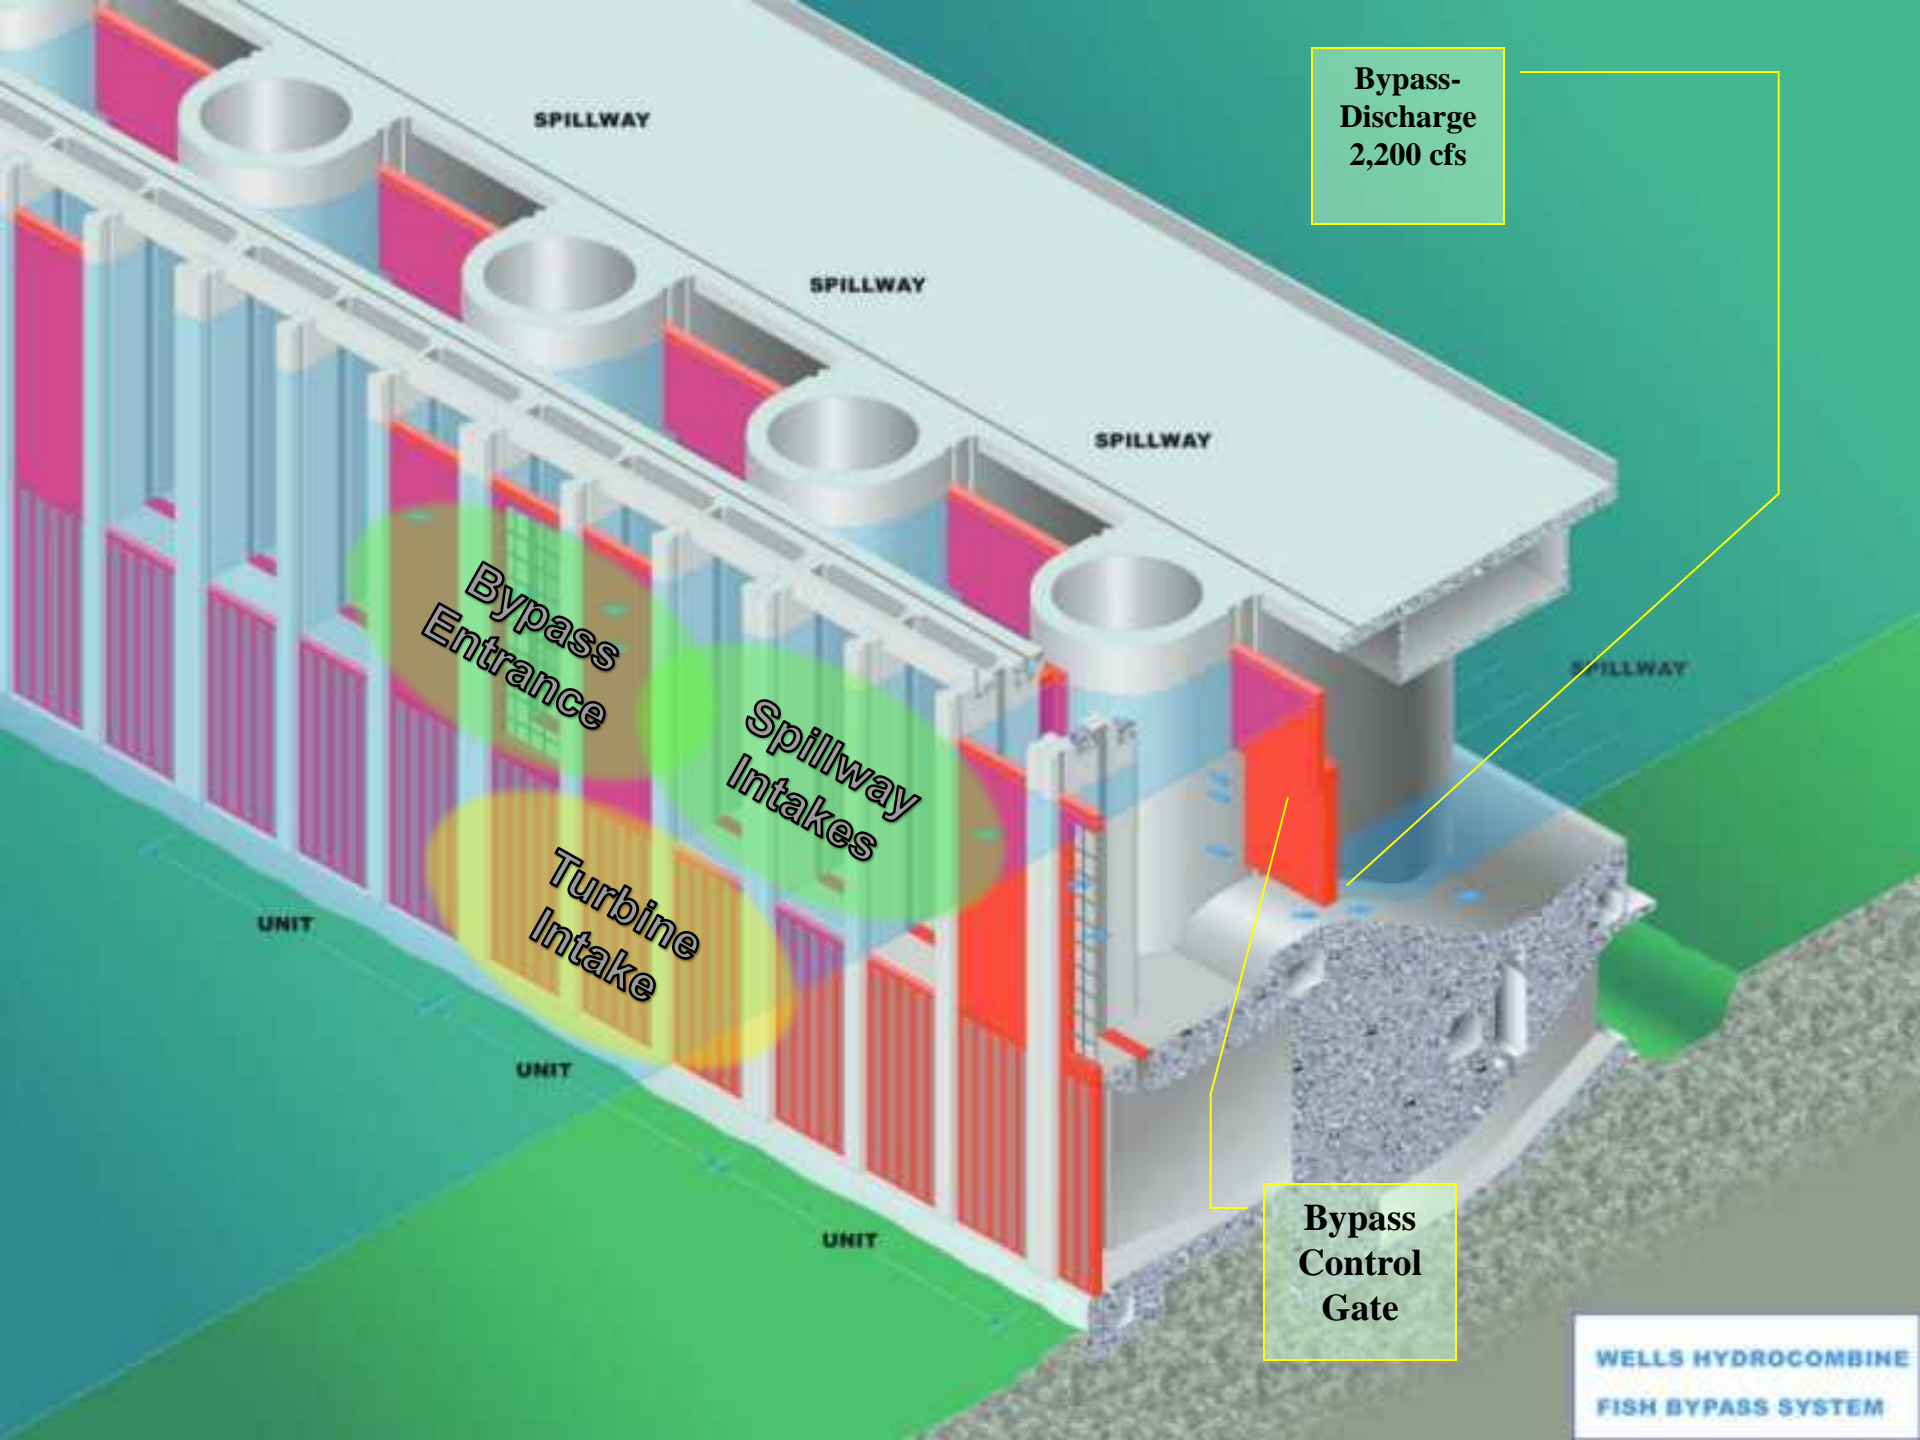 Bypass-
Discharge
2,200 cfs
SPILLWAY
SPILLWAY
SPILLWAY
SPILLWAY
Bypass
Entrance
Spillway
Intakes
Turbine
Intake
UNIT
UNIT
UNIT
Bypass
Control
Gate
WELLS HYDROCOMBINE
FISH BYPASS SYSTEM